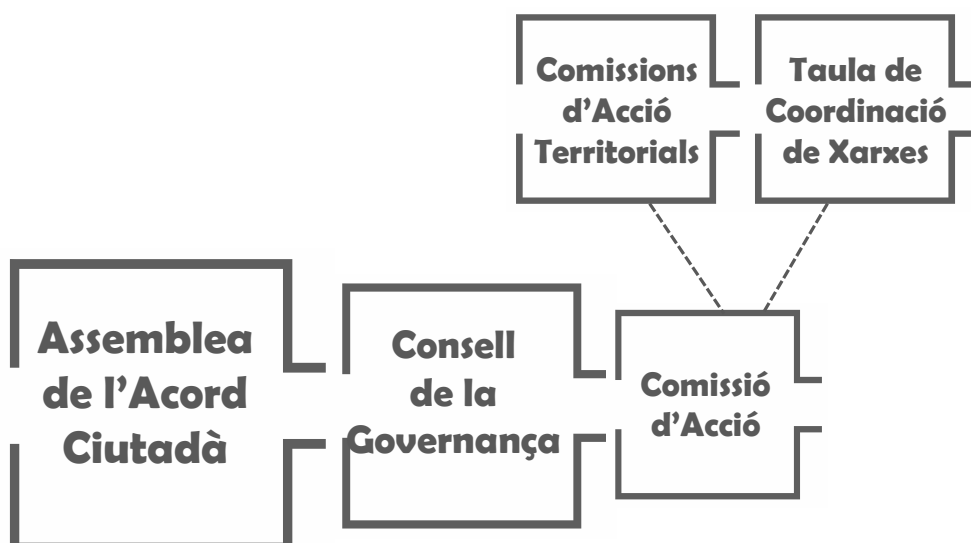 Comissions
d'Acció
Territorials
Taula de
Coordinació
de Xarxes
Assemblea
de l'Acord
Ciutadà
Consell
de la
Governança
Comissió
d'Acció